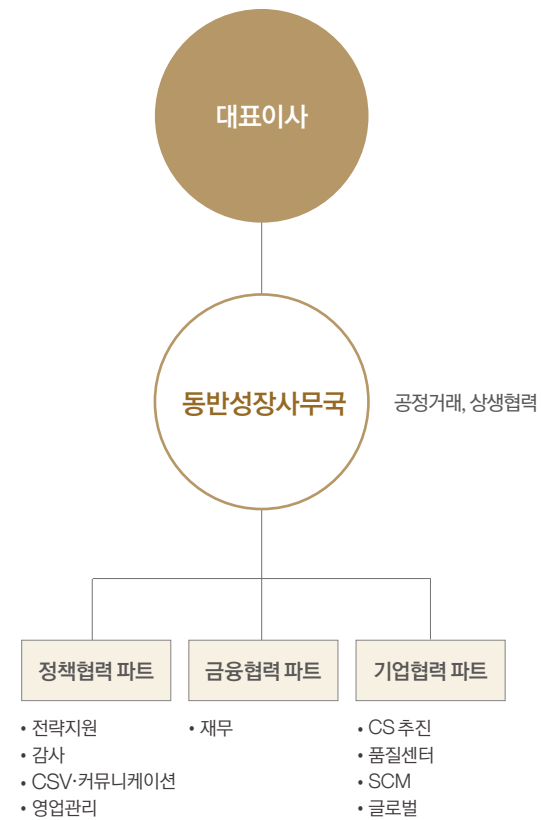 대표이사
동반성장사무국
공정거래, 상생협력
정책협력 파트
• 전략지원
• 감사
• CSV·커뮤니케이션
• 영업관리
금융협력 파트
• 재무
기업협력 파트
• CS 추진
• 품질센터
• SCM
• 글로벌